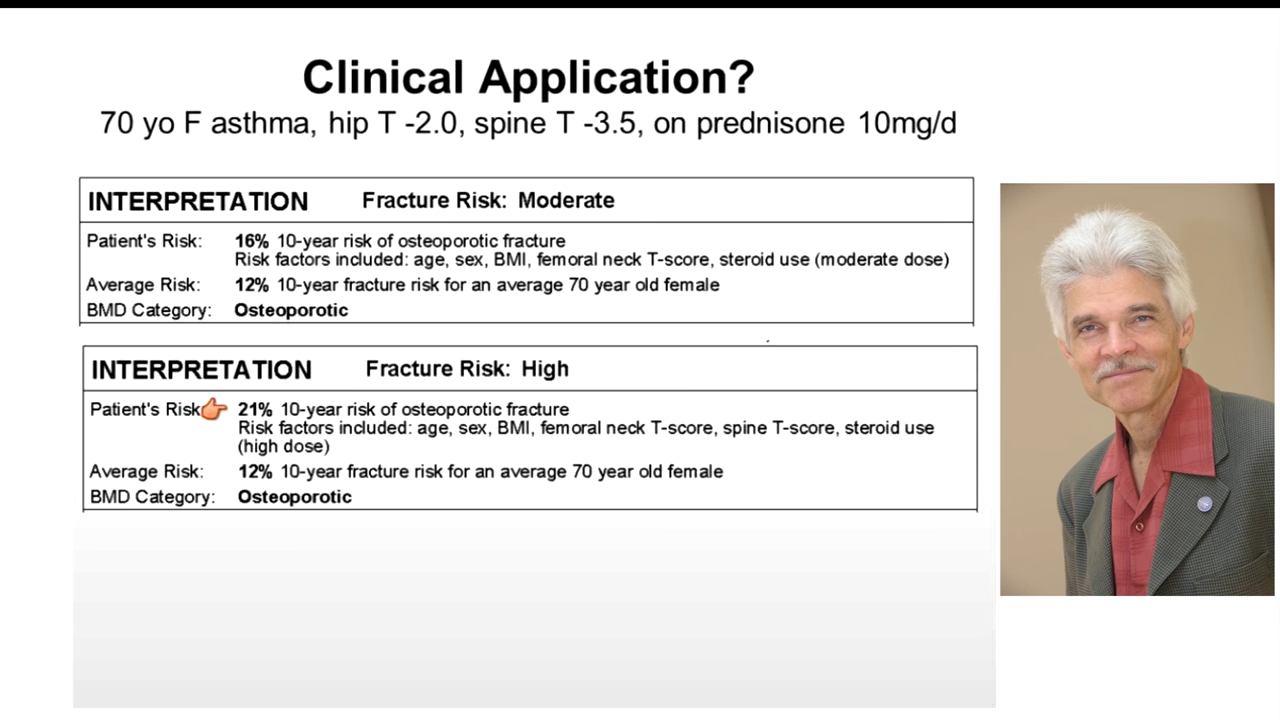 Clinical Application?
70 yo F asthma, hip T -2.0, spine T -3.5, on prednisone 10mg/d
INTERPRETATION Fracture Risk: Moderate
Patient's Risk: 16% 10-year risk of osteoporotic fracture
Risk factors included: age, sex, BMI, femoral neck T-score, steroid use (moderate dose)
Average Risk: 12% 10-year fracture risk for an average 70 year old female
BMD Category: Osteoporotic
INTERPRETATION Fracture Risk: High
Patient's Risk 21% 10-year risk of osteoporotic fracture
Risk factors included: age, sex, BMI, femoral neck T-score, spine T-score, steroid use
(high dose)
Average Risk: 12% 10-year fracture risk for an average 70 year old female
BMD Category: Osteoporotic